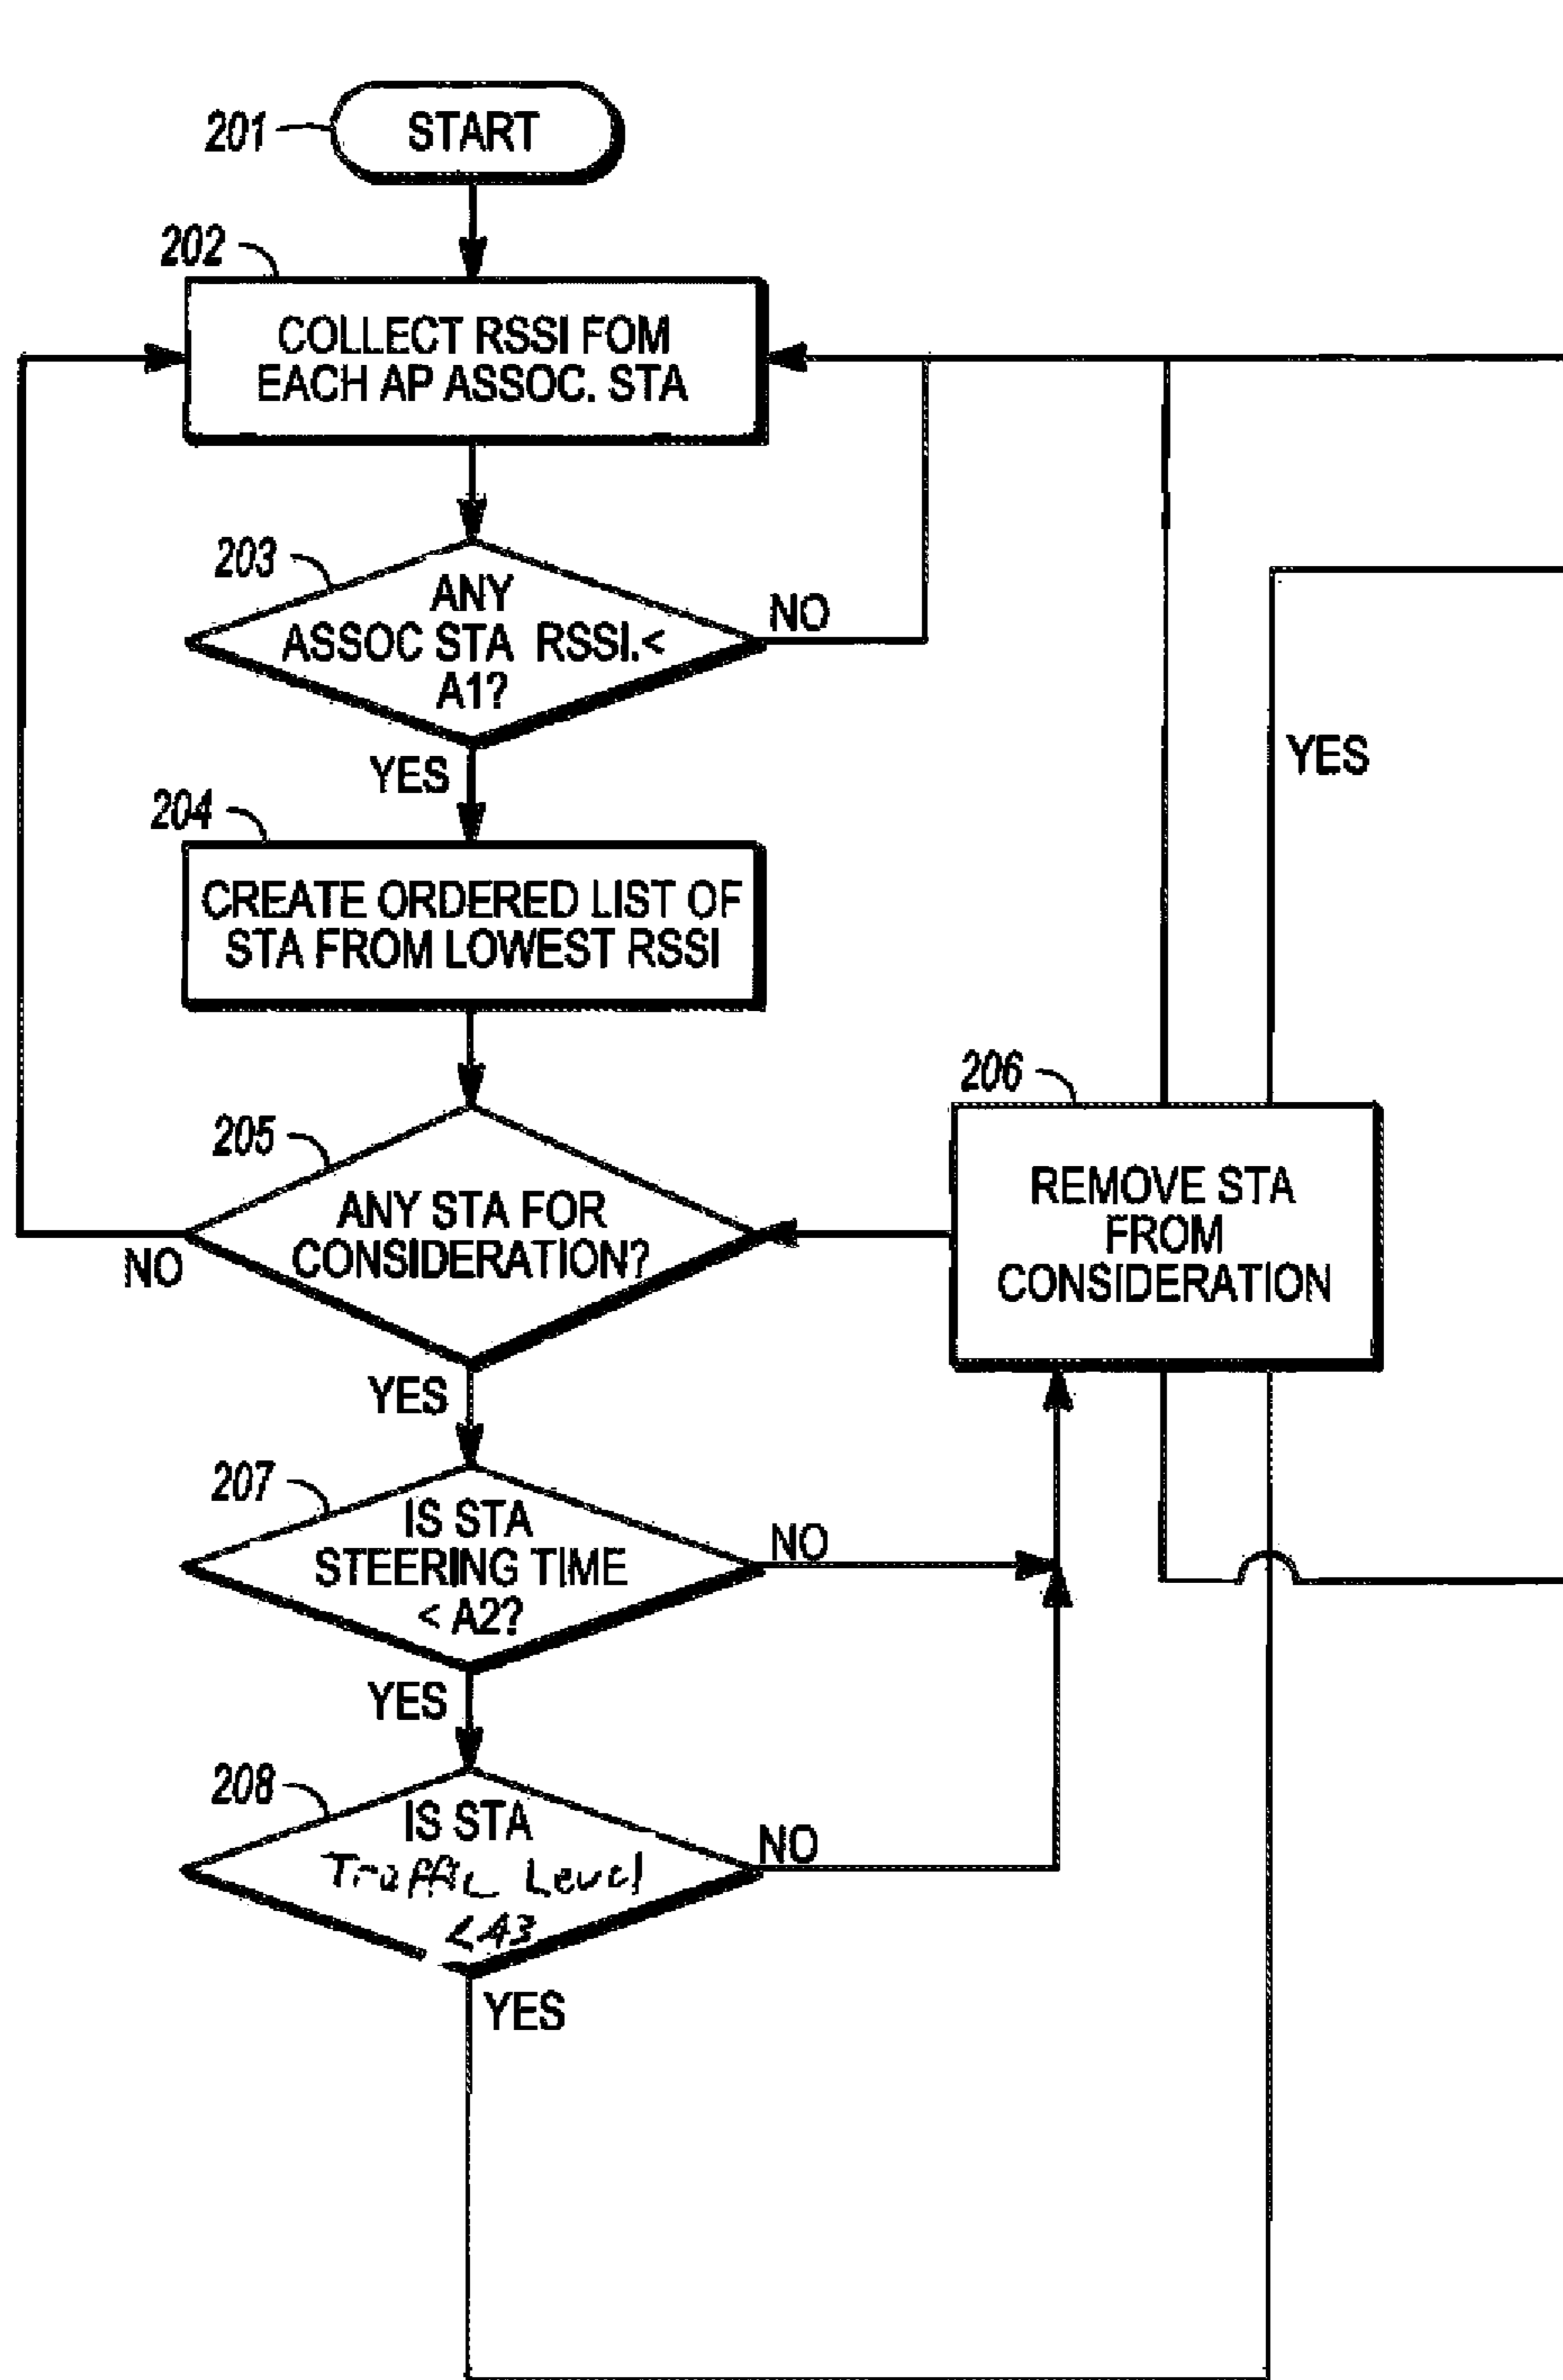 201
START
202
COLLECT RSSI FOM
EACH AP ASSOC. STA
203
ANY
ASSOC STA RSSI.<
A1?
NO
YES
YES
204
CREATE ORDERED LIST OF
STA FROM LOWEST RSSI
205
ANY STA FOR
CONSIDERATION?
NO
206
REMOVE STA
FROM
CONSIDERATION
YES
207
IS STA
STEERING TIME
< A2?
NO
YES
208
IS STA
Traffic Level
<A3
NO
YES